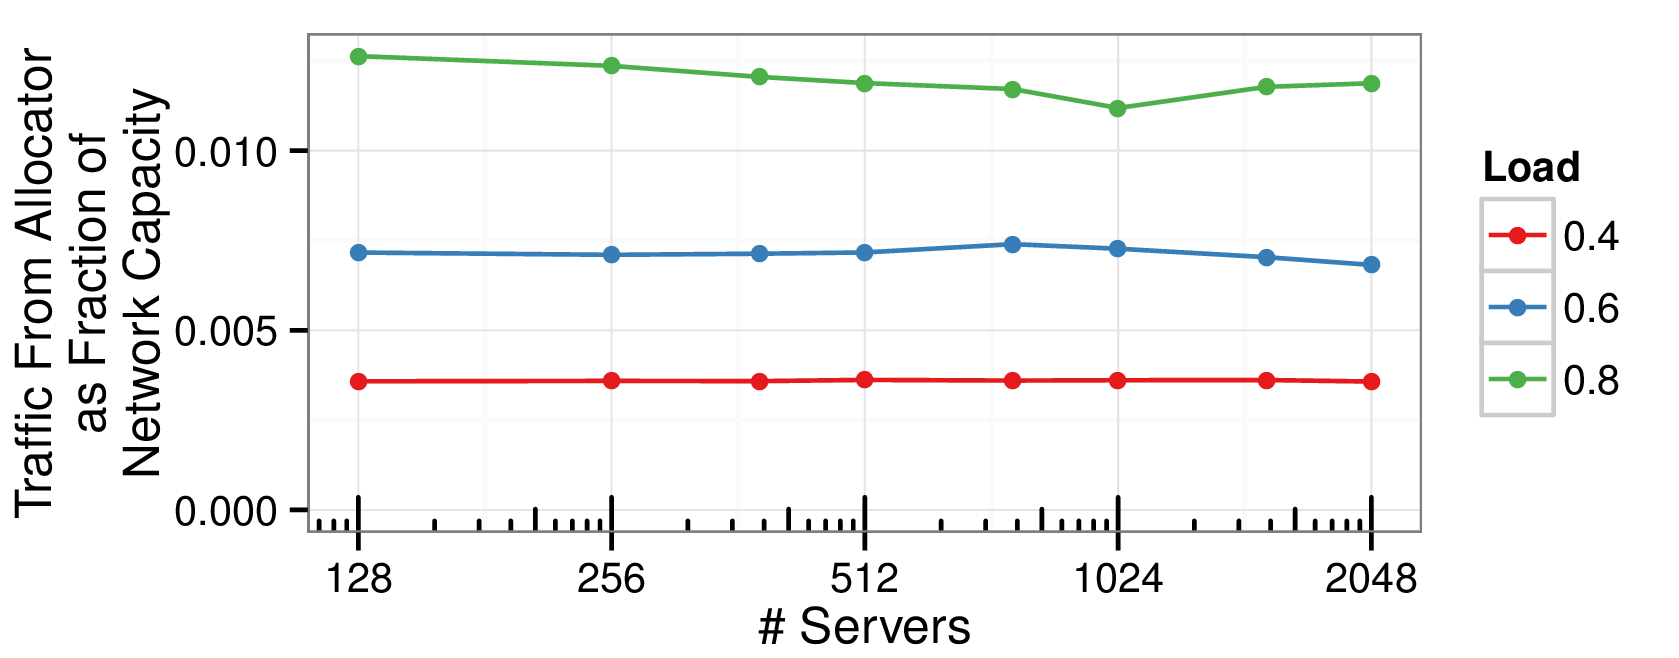 Traffic From Allocator
as Fraction of
Network Capacity
0.010
0.005
0.000
128 256 512 1024 2048
# Servers
Load
0.4
0.6
0.8